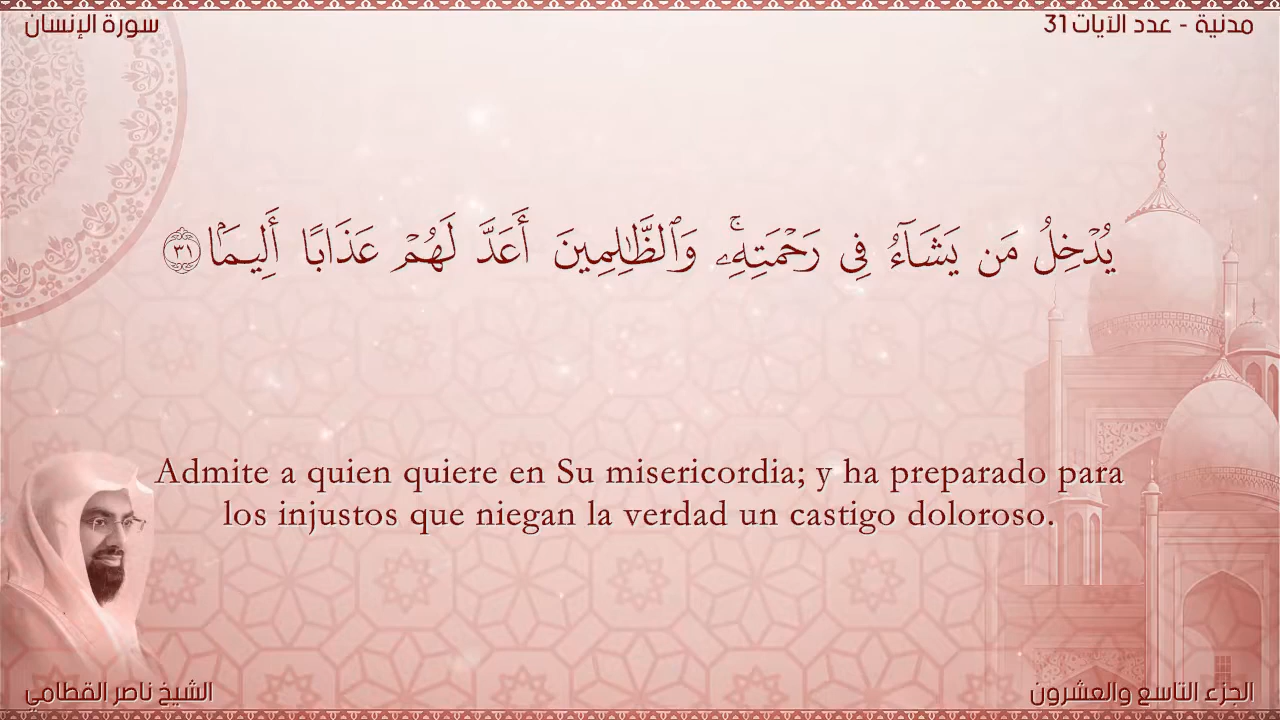 سورة الإنسان
مدنية - عدد الآيات 31
يُدْخِلُ مَن يَشَآءُ فِى رَحْمَتِهِۦ ۚ وَٱلظَّـٰلِمِينَ أَعَدَّ لَهُمْ عَذَابًا أَلِيمًۢا ٣١
Admite a quien quiere en Su misericordia; y ha preparado para
los injustos que niegan la verdad un castigo doloroso.
الشيخ ناصر القطامي
الجزء التاسع والعشرون